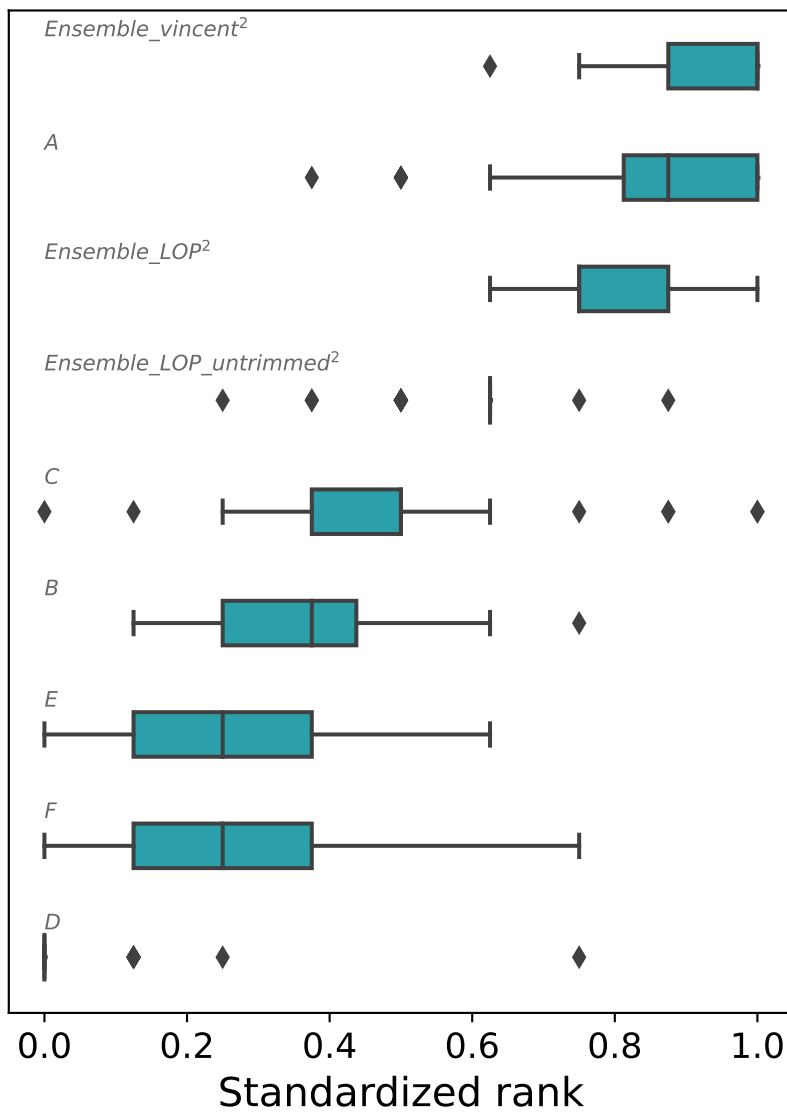 Ensemble_vincent²
A
Ensemble_LOP²
Ensemble_LOP_untrimmed²
C
B
E
F
D
0.0 0.2 0.4 0.6 0.8 1.0
Standardized rank